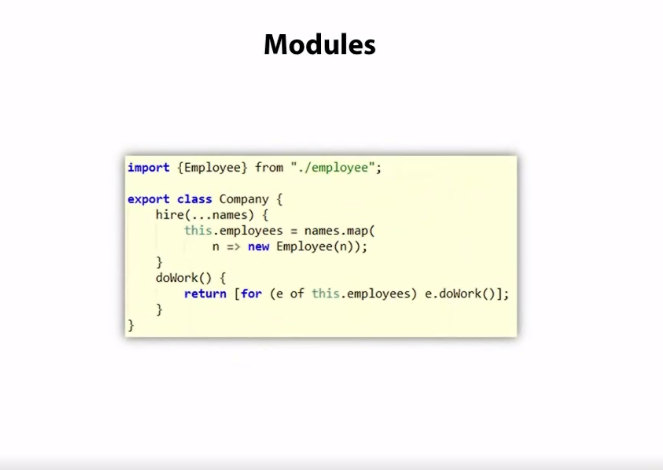 Modules
import {Employee} from "./employee";
export class Company {
hire(...names) {
this.employees = names.map(
n => new Employee(n));
}
doWork() {
return [for (e of this.employees) e.doWork()];
}
}